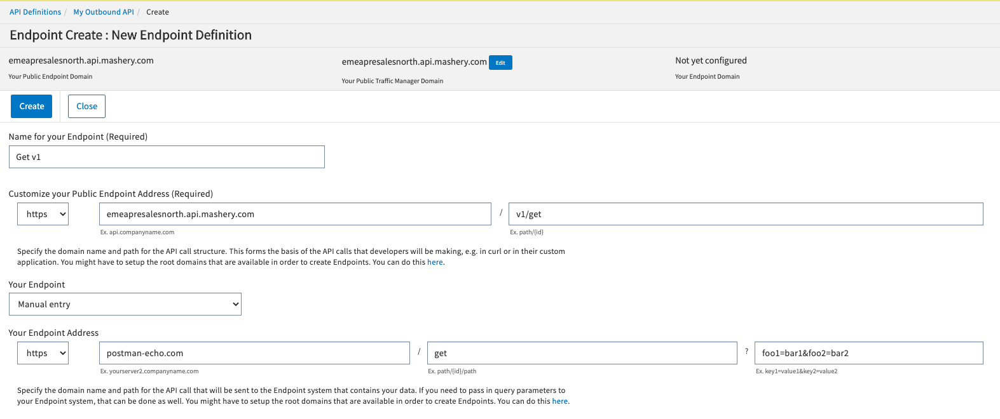 API Definitions / My Outbound API / Create
Endpoint Create : New Endpoint Definition
emeapresalesnorth.api.mashery.com
Your Public Endpoint Domain
emeapresalesnorth.api.mashery.com Edit
Your Public Traffic Manager Domain
Not yet configured
Your Endpoint Domain
Create Close
Name for your Endpoint (Required)
Get v1
Customize your Public Endpoint Address (Required)
https emeapresalesnorth.api.mashery.com / v1/get
Ex. api.companyname.com Ex. path/{id}
Specify the domain name and path for the API call structure. This forms the basis of the API calls that developers will be making, e.g. in curl or in their custom
application. You might have to setup the root domains that are available in order to create Endpoints. You can do this here.
Your Endpoint
Manual entry
Your Endpoint Address
https postman-echo.com / get ? foo1=bar1&foo2=bar2
Ex. yourserver2.companyname.com Ex. path/{id}/path Ex. key1=value1&key2=value2
Specify the domain name and path for the API call that will be sent to the Endpoint system that contains your data. If you need to pass in query parameters to
your Endpoint system, that can be done as well. You might have to setup the root domains that are available in order to create Endpoints. You can do this here.